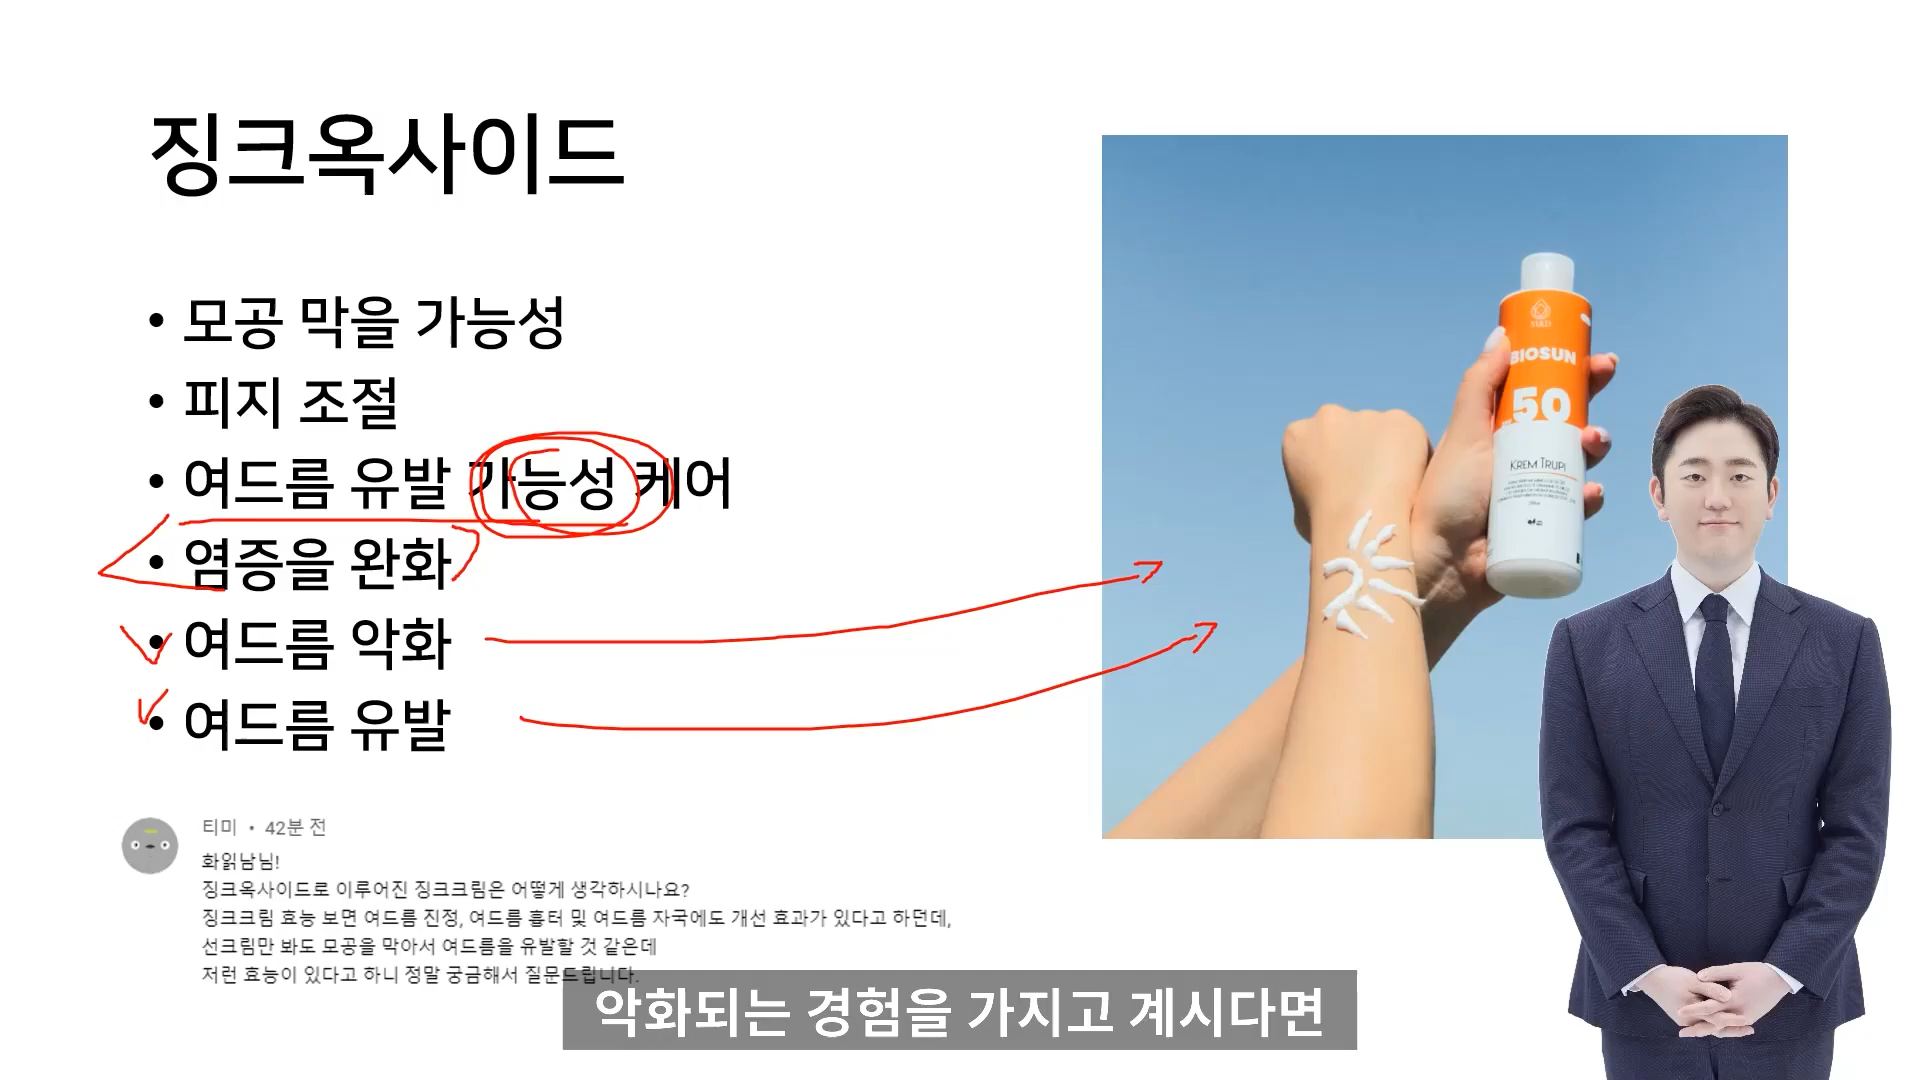 징크옥사이드
• 모공 막을 가능성
• 피지 조절
• 여드름 유발 가능성 케어
• 염증을 완화
• 여드름 악화
• 여드름 유발
BIOSUN
50
KREM TRUPI
티미 • 42분 전
화읽남님!
징크옥사이드로 이루어진 징크크림은 어떻게 생각하시나요?
징크크림 효능 보면 여드름 진정, 여드름 흉터 및 여드름 자국에도 개선 효과가 있다고 하던데,
선크림만 봐도 모공을 막아서 여드름을 유발할 것 같은데
저런 효능이 있다고 하니 정말 궁금해서 질문드립니다.
악화되는 경험을 가지고 계시다면